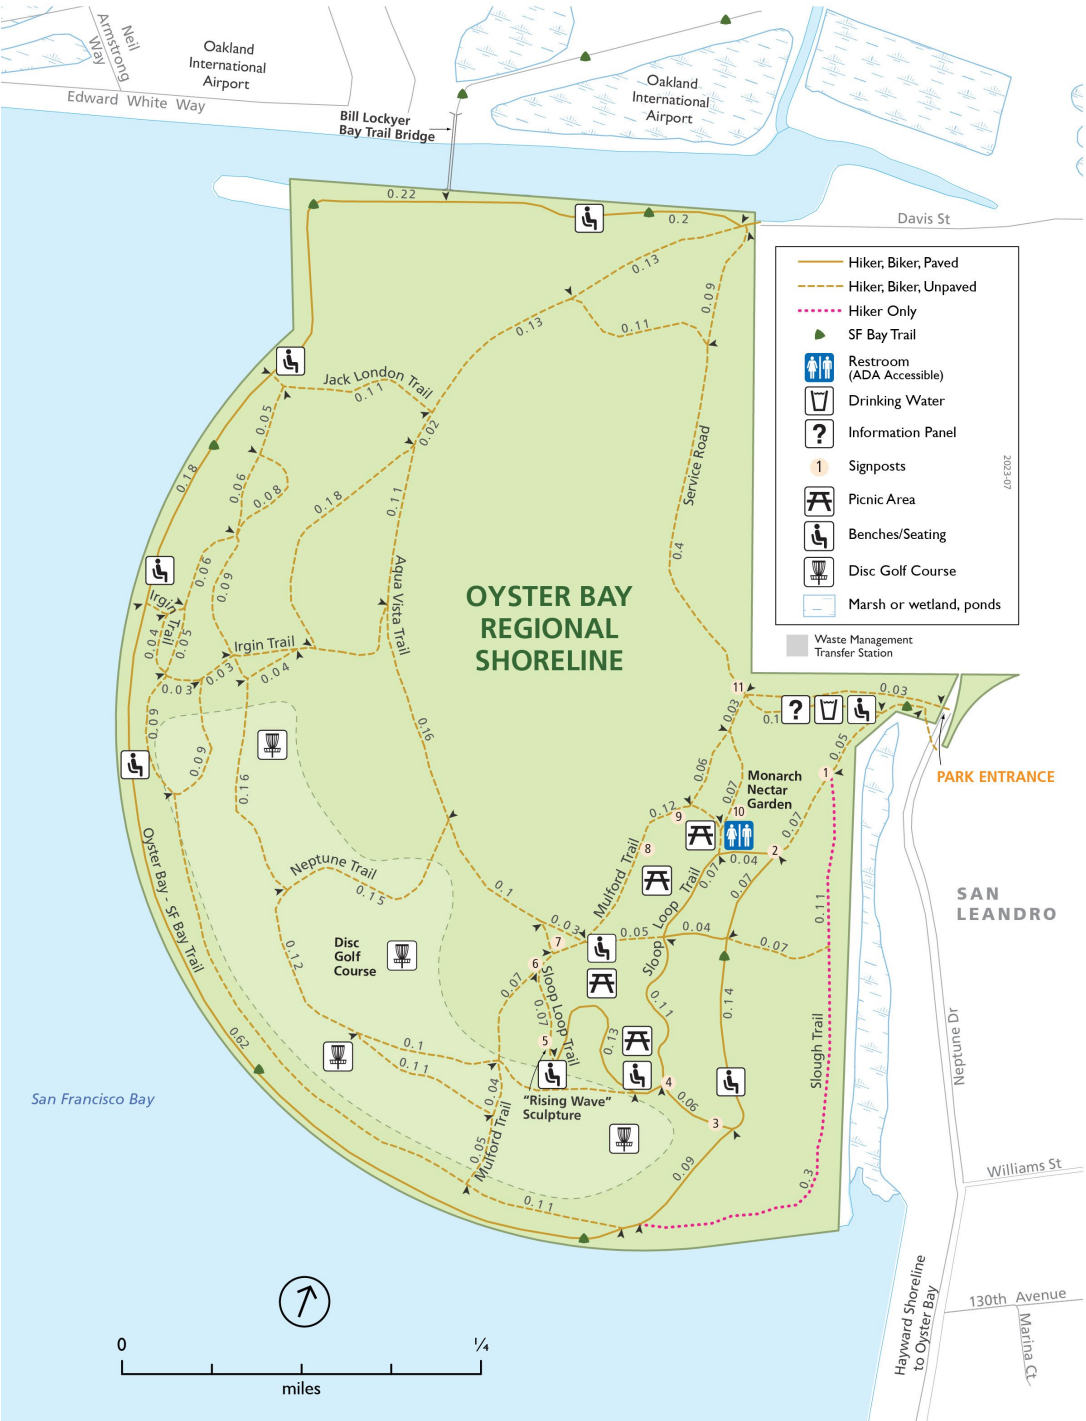 Neil
Armstrong
Way
Oakland
International
Airport
Edward White Way
Oakland
International
Airport
Bill Lockyer
Bay Trail Bridge
0.22
0.2
Davis St
0.13
0.09
0.13
0.11
Hiker, Biker, Paved
Hiker, Biker, Unpaved
Hiker Only
SF Bay Trail
Restroom
(ADA Accessible)
Drinking Water
? Information Panel
1 Signposts
Picnic Area
Benches/Seating
Disc Golf Course
Marsh or wetland, ponds
2023-07
Waste Management
Transfer Station
Jack London Trail
0.11
0.05
0.02
0.18
0.06
0.08
0.18
0.11
Service Road
0.4
0.06
0.09
Aqua Vista Trail
OYSTER BAY
REGIONAL
SHORELINE
Irgin Trail
0.04
0.05
Irgin Trail
0.03
0.03
0.04
11
0.03
0.1
?
0.03
0.09
0.09
0.16
0.16
0.03
0.05
0.06
0.07
PARK ENTRANCE
1
Monarch
Nectar
Garden
0.12
9
10
0.07
8
2
0.04
Oyster Bay - SF Bay Trail
Neptune Trail
0.15
0.1
Mulford Trail
0.07
0.07
0.11
SAN
LEANDRO
Sloop Loop Trail
0.03
0.05
0.04
0.07
7
6
Disc
Golf
Course
0.12
0.07
Sloop Loop Trail
0.07
0.11
0.14
0.13
5
0.62
0.1
0.11
0.04
4
0.06
3
"Rising Wave"
Sculpture
Slough Trail
Neptune Dr
San Francisco Bay
Mulford Trail
0.05
0.09
0.3
0.11
Williams St
Hayward Shoreline
to Oyster Bay
130th Avenue
Marina Ct
0
1/4
miles